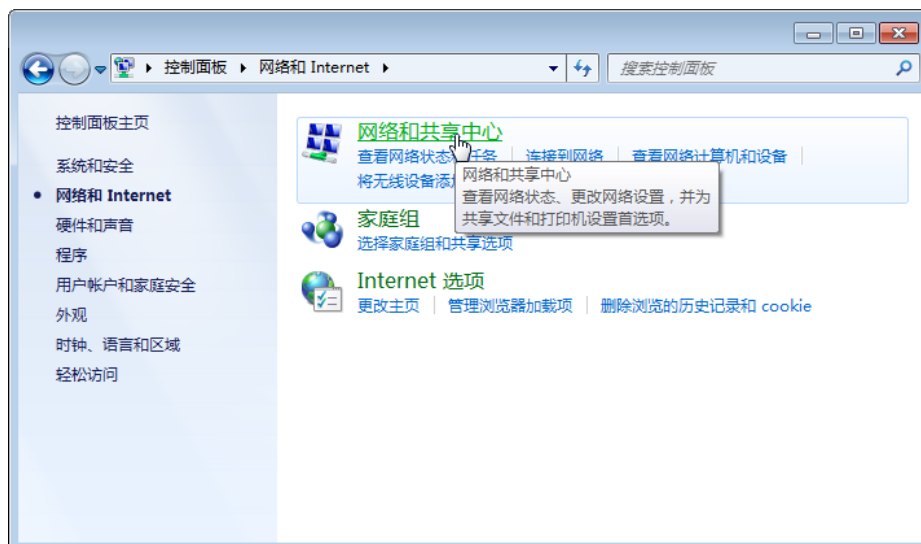 控制面板 网络和 Internet
搜索控制面板
控制面板主页
系统和安全
网络和 Internet
硬件和声音
程序
用户帐户和家庭安全
外观
时钟、语言和区域
轻松访问
网络和共享中心
查看网络状态 任务 连接到网络 查看网络计算机和设备
将无线设备添
网络和共享中心
查看网络状态、更改网络设置，并为
共享文件和打印机设置首选项。
家庭组
选择家庭组和共享选项
Internet 选项
更改主页 管理浏览器加载项 删除浏览的历史记录和 cookie